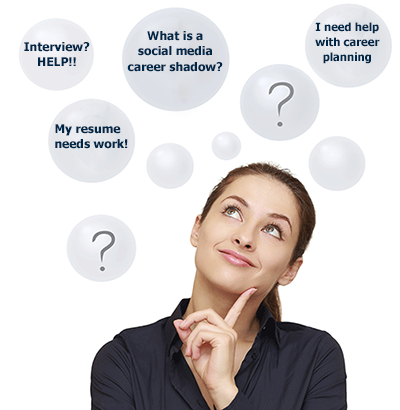 Interview?
HELP!!
What is a
social media
career shadow?
I need help
with career
planning
?
My resume
needs work!
?